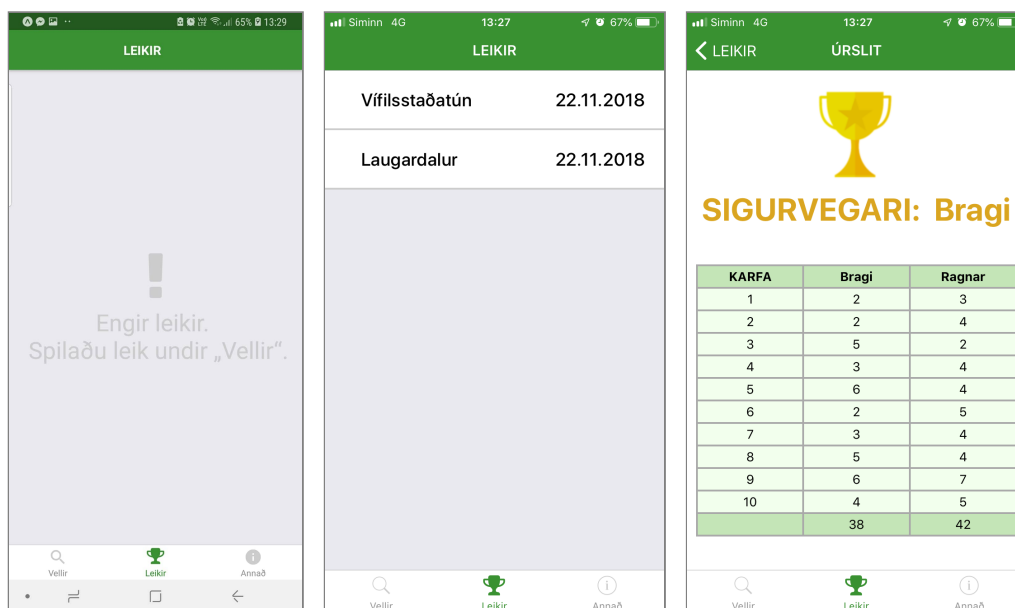 65% 13:29
LEIKIR
Engir leikir.
Spilaðu leik undir „Vellir“.
Vellir Leikir Annað
Síminn 4G 13:27 67%
LEIKIR
Vífilsstaðatún 22.11.2018
Laugardalur 22.11.2018
Vellir Leikir Annað
Síminn 4G 13:27 67%
LEIKIR ÚRSLIT
SIGURVEGARI: Bragi
KARFA Bragi Ragnar
1 2 3
2 2 4
3 5 2
4 3 4
5 6 4
6 2 5
7 3 4
8 5 4
9 6 7
10 4 5
38 42
Vellir Leikir Annað